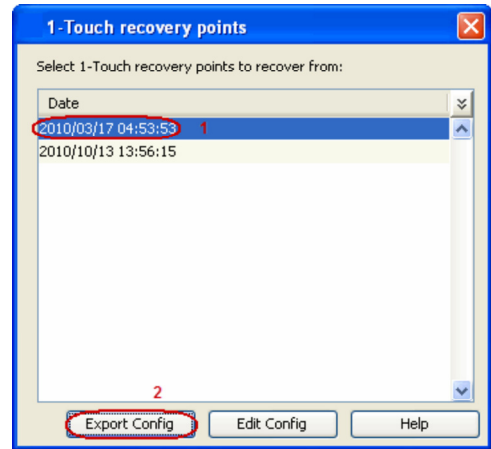 1-Touch recovery points
Select 1-Touch recovery points to recover from:
Date
2010/03/17 04:53:53 1
2010/10/13 13:56:15
2
Export Config Edit Config Help